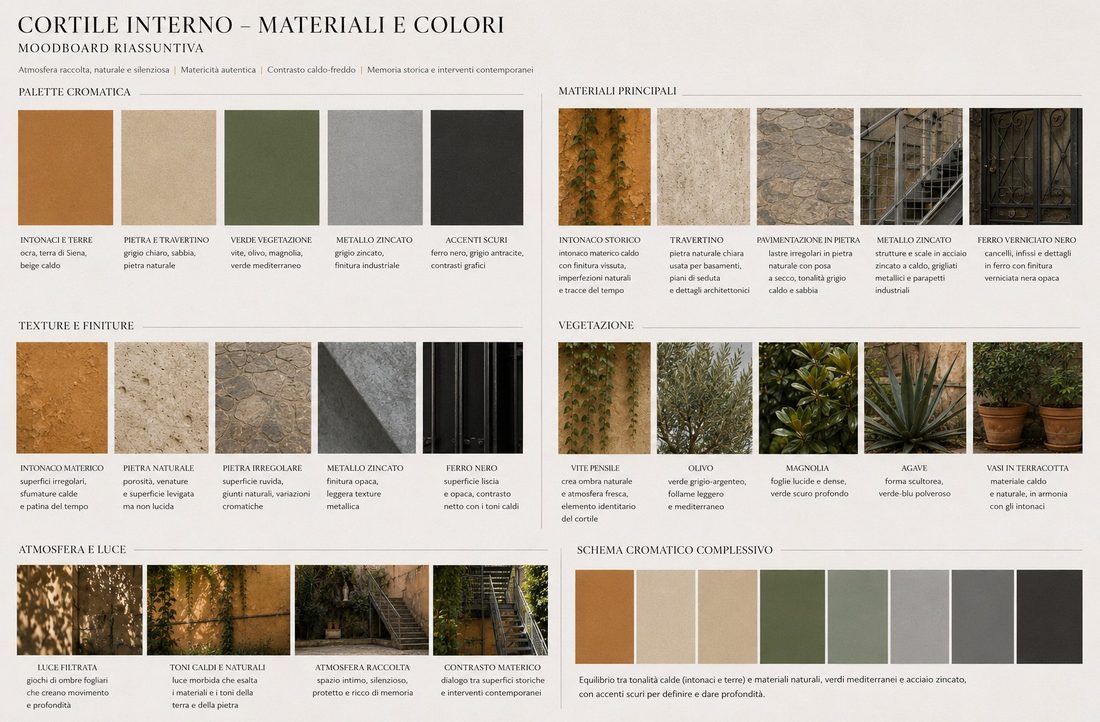 CORTILE INTERNO – MATERIALI E COLORI
MOODBOARD RIASSUNTIVA
Atmosfera raccolta, naturale e silenziosa | Matericità autentica | Contrasto caldo-freddo | Memoria storica e interventi contemporanei
PALETTE CROMATICA
INTONACI E TERRE
ocra, terra di Siena,
beige caldo
PIETRA E TRAVERTINO
grigio chiaro, sabbia,
pietra naturale
VERDE VEGETAZIONE
vite, olivo, magnolia,
verde mediterraneo
METALLO ZINCATO
grigio zincato,
finitura industriale
ACCENTI SCURI
ferro nero, grigio antracite,
contrasti grafici
MATERIALI PRINCIPALI
INTONACO STORICO
intonaco materico caldo
con finitura vissuta,
imperfezioni naturali
e tracce del tempo
TRAVERTINO
pietra naturale chiara
usata per basamenti,
piani di seduta
e dettagli architettonici
PAVIMENTAZIONE IN PIETRA
lastre irregolari in pietra
naturale con posa
a secco, tonalità grigio
caldo e sabbia
METALLO ZINCATO
strutture e scale in acciaio
zincato a caldo, grigliati
metallici e parapetti
industriali
FERRO VERNICIATO NERO
cancelli, infissi e dettagli
in ferro con finitura
verniciata nera opaca
TEXTURE E FINITURE
INTONACO MATERICO
superfici irregolari,
sfumature calde
e patina del tempo
PIETRA NATURALE
porosità, venature
e superficie levigata
ma non lucida
PIETRA IRREGOLARE
superficie ruvida,
giunti naturali, variazioni
cromatiche
METALLO ZINCATO
finitura opaca,
leggera texture
metallica
FERRO NERO
superficie liscia
e opaca, contrasto
netto con i toni caldi
VEGETAZIONE
VITE PENSILE
crea ombra naturale
e atmosfera fresca,
elemento identitario
del cortile
OLIVO
verde grigio-argenteo,
follame leggero
e mediterraneo
MAGNOLIA
foglie lucide e dense,
verde scuro profondo
AGAVE
forma scultorea,
verde-blu polveroso
VASI IN TERRACOTTA
materiale caldo
e naturale, in armonia
con gli intonaci
ATMOSFERA E LUCE
LUCE FILTRATA
giochi di ombre fogliari
che creano movimento
e profondità
TONI CALDI E NATURALI
luce morbida che esalta
i materiali e i toni della
terra e della pietra
ATMOSFERA RACCOLTA
spazio intimo, silenzioso,
protetto e ricco di memoria
CONTRASTO MATERICO
dialogo tra superfici storiche
e interventi contemporanei
SCHEMA CROMATICO COMPLESSIVO
Equilibrio tra tonalità calde (intonaci e terre) e materiali naturali, verdi mediterranei e acciaio zincato,
con accenti scuri per definire e dare profondità.